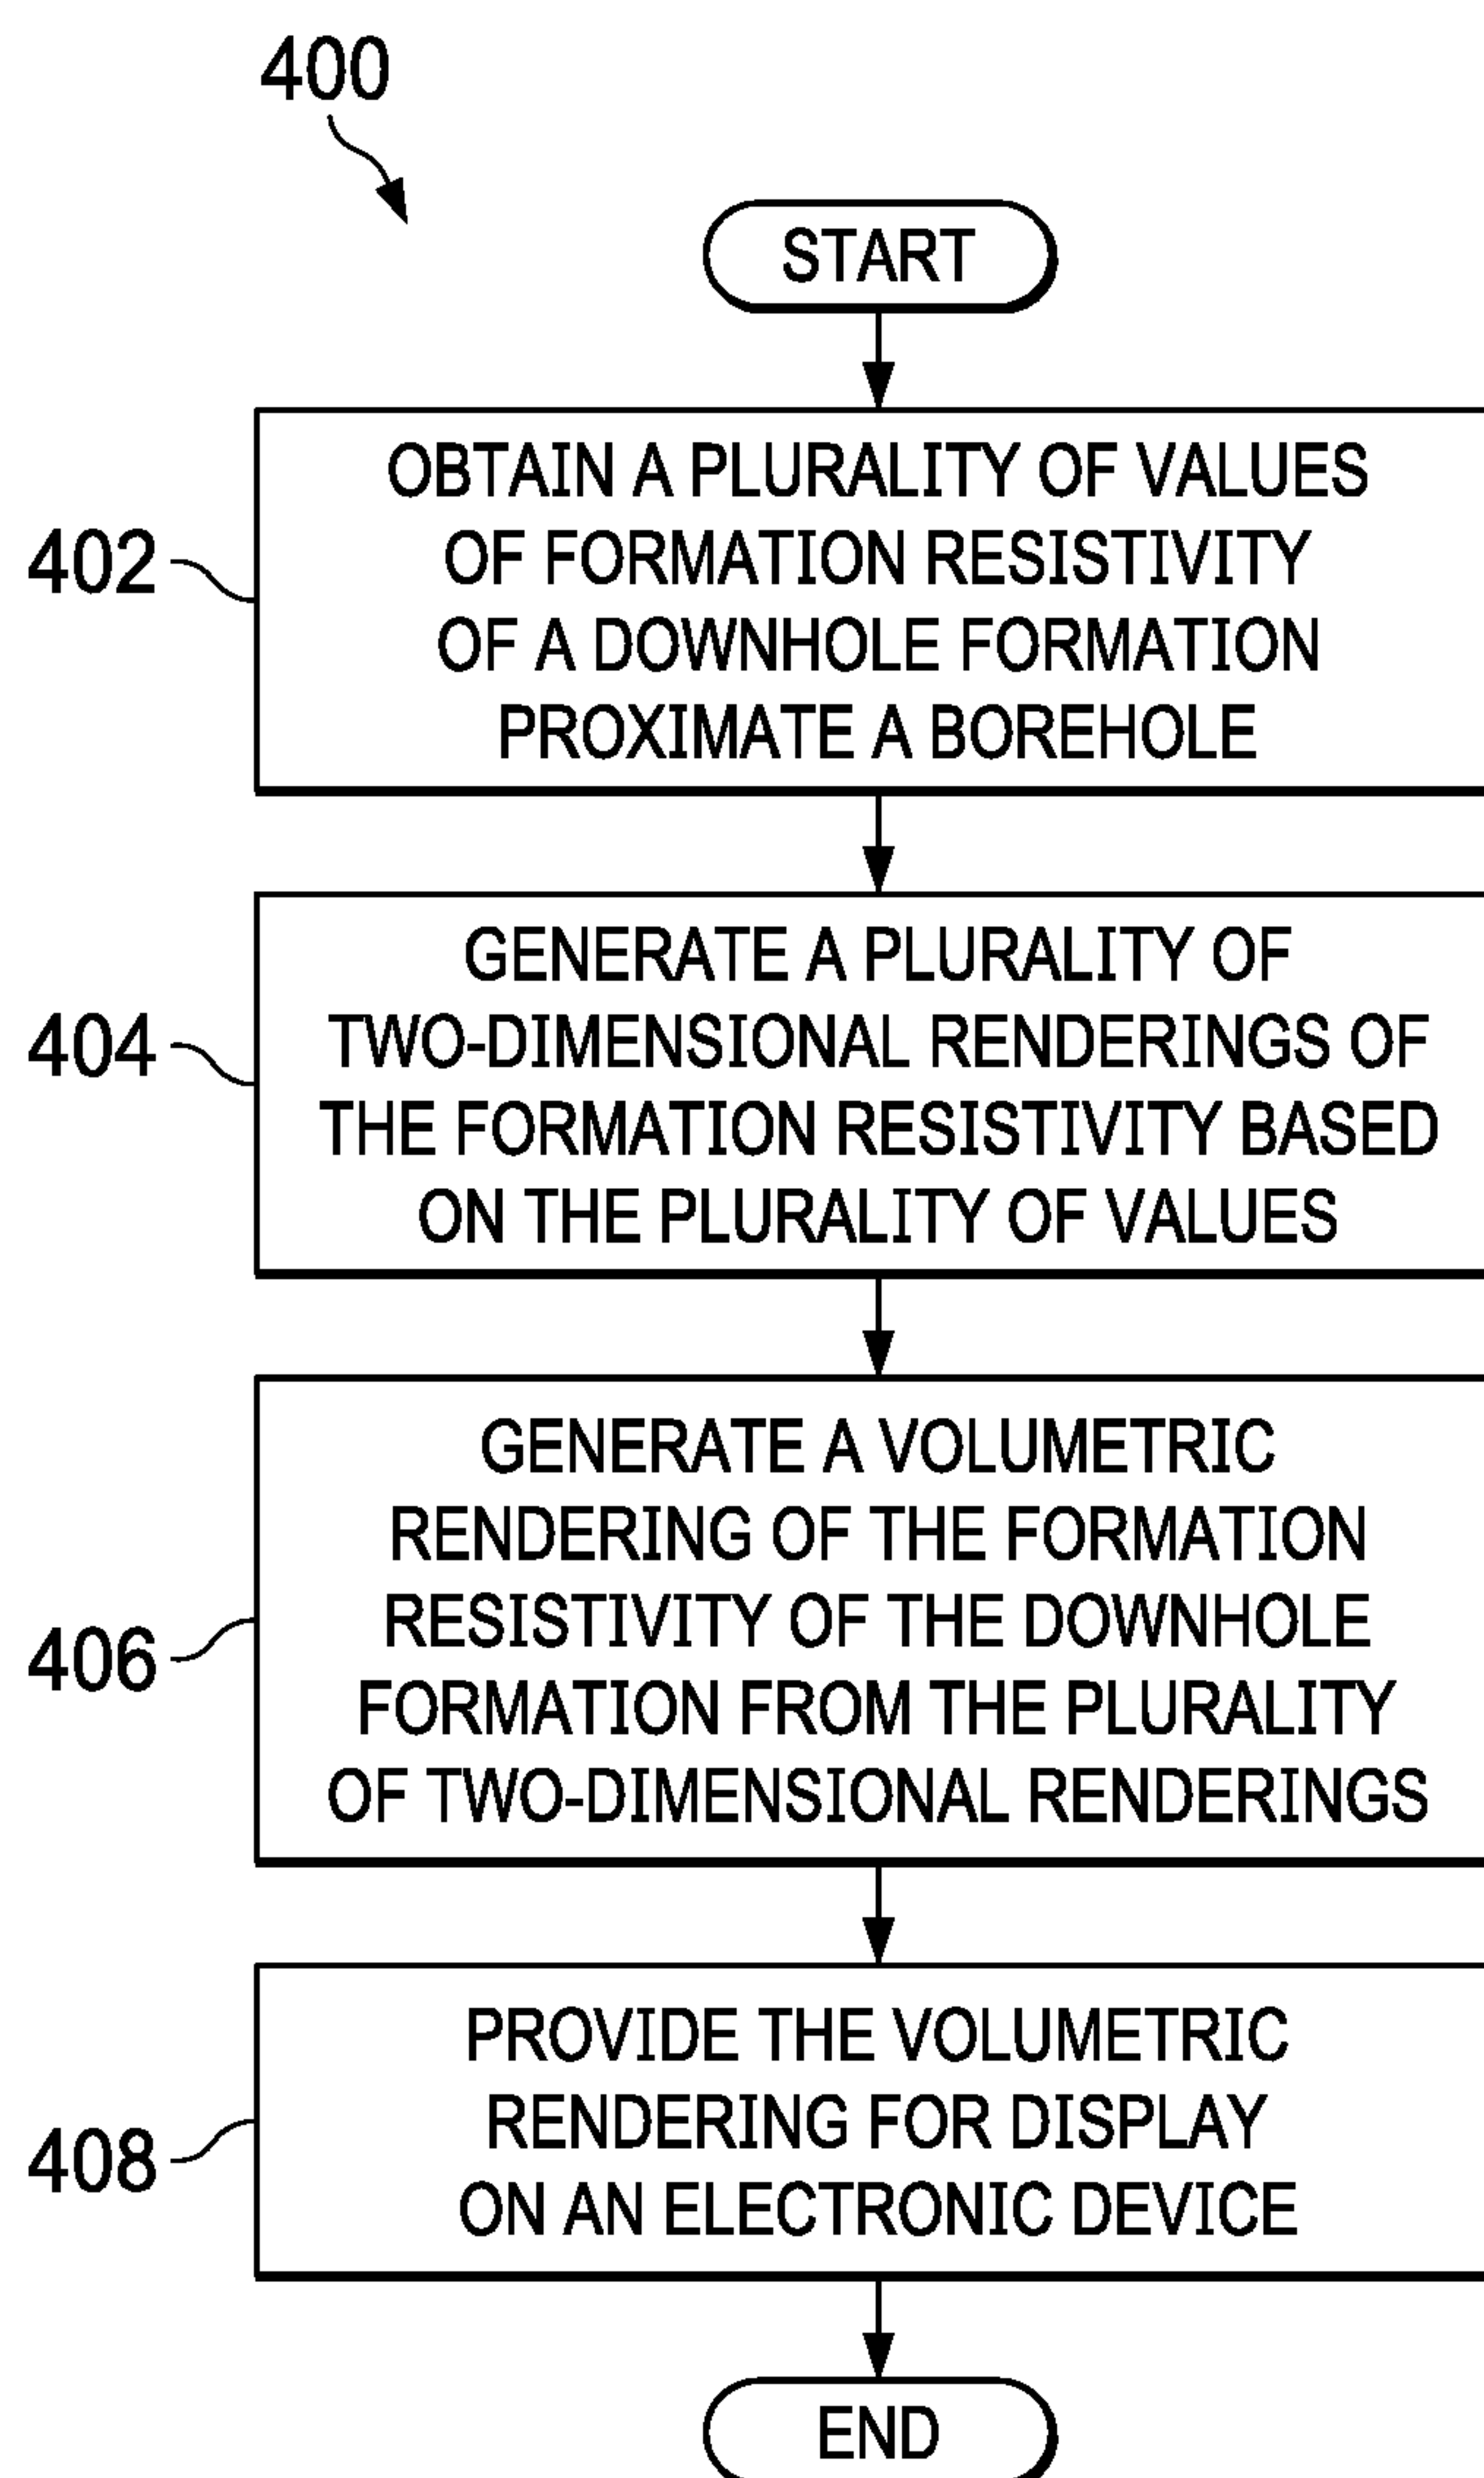 400
START
402
OBTAIN A PLURALITY OF VALUES
OF FORMATION RESISTIVITY
OF A DOWNHOLE FORMATION
PROXIMATE A BOREHOLE
404
GENERATE A PLURALITY OF
TWO-DIMENSIONAL RENDERINGS OF
THE FORMATION RESISTIVITY BASED
ON THE PLURALITY OF VALUES
406
GENERATE A VOLUMETRIC
RENDERING OF THE FORMATION
RESISTIVITY OF THE DOWNHOLE
FORMATION FROM THE PLURALITY
OF TWO-DIMENSIONAL RENDERINGS
408
PROVIDE THE VOLUMETRIC
RENDERING FOR DISPLAY
ON AN ELECTRONIC DEVICE
END